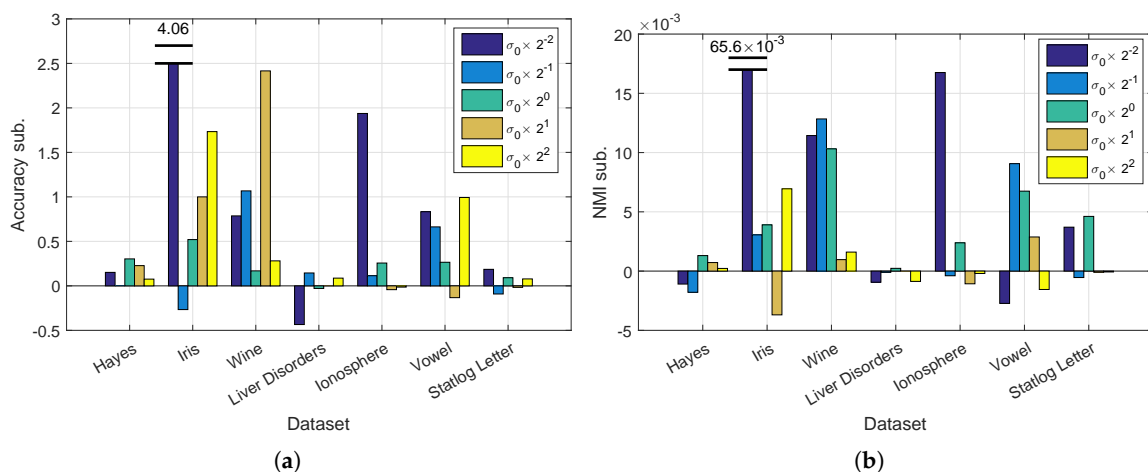 4.06
3
2.5
2
1.5
1
0.5
0
-0.5
Accuracy sub.
σ₀× 2⁻²
σ₀× 2⁻¹
σ₀× 2⁰
σ₀× 2¹
σ₀× 2²
Hayes
Iris
Wine
Liver Disorders
Ionosphere
Vowel
Statlog Letter
Dataset
(a)
×10⁻³
65.6×10⁻³
20
15
10
5
0
-5
NMI sub.
σ₀× 2⁻²
σ₀× 2⁻¹
σ₀× 2⁰
σ₀× 2¹
σ₀× 2²
Hayes
Iris
Wine
Liver Disorders
Ionosphere
Vowel
Statlog Letter
Dataset
(b)